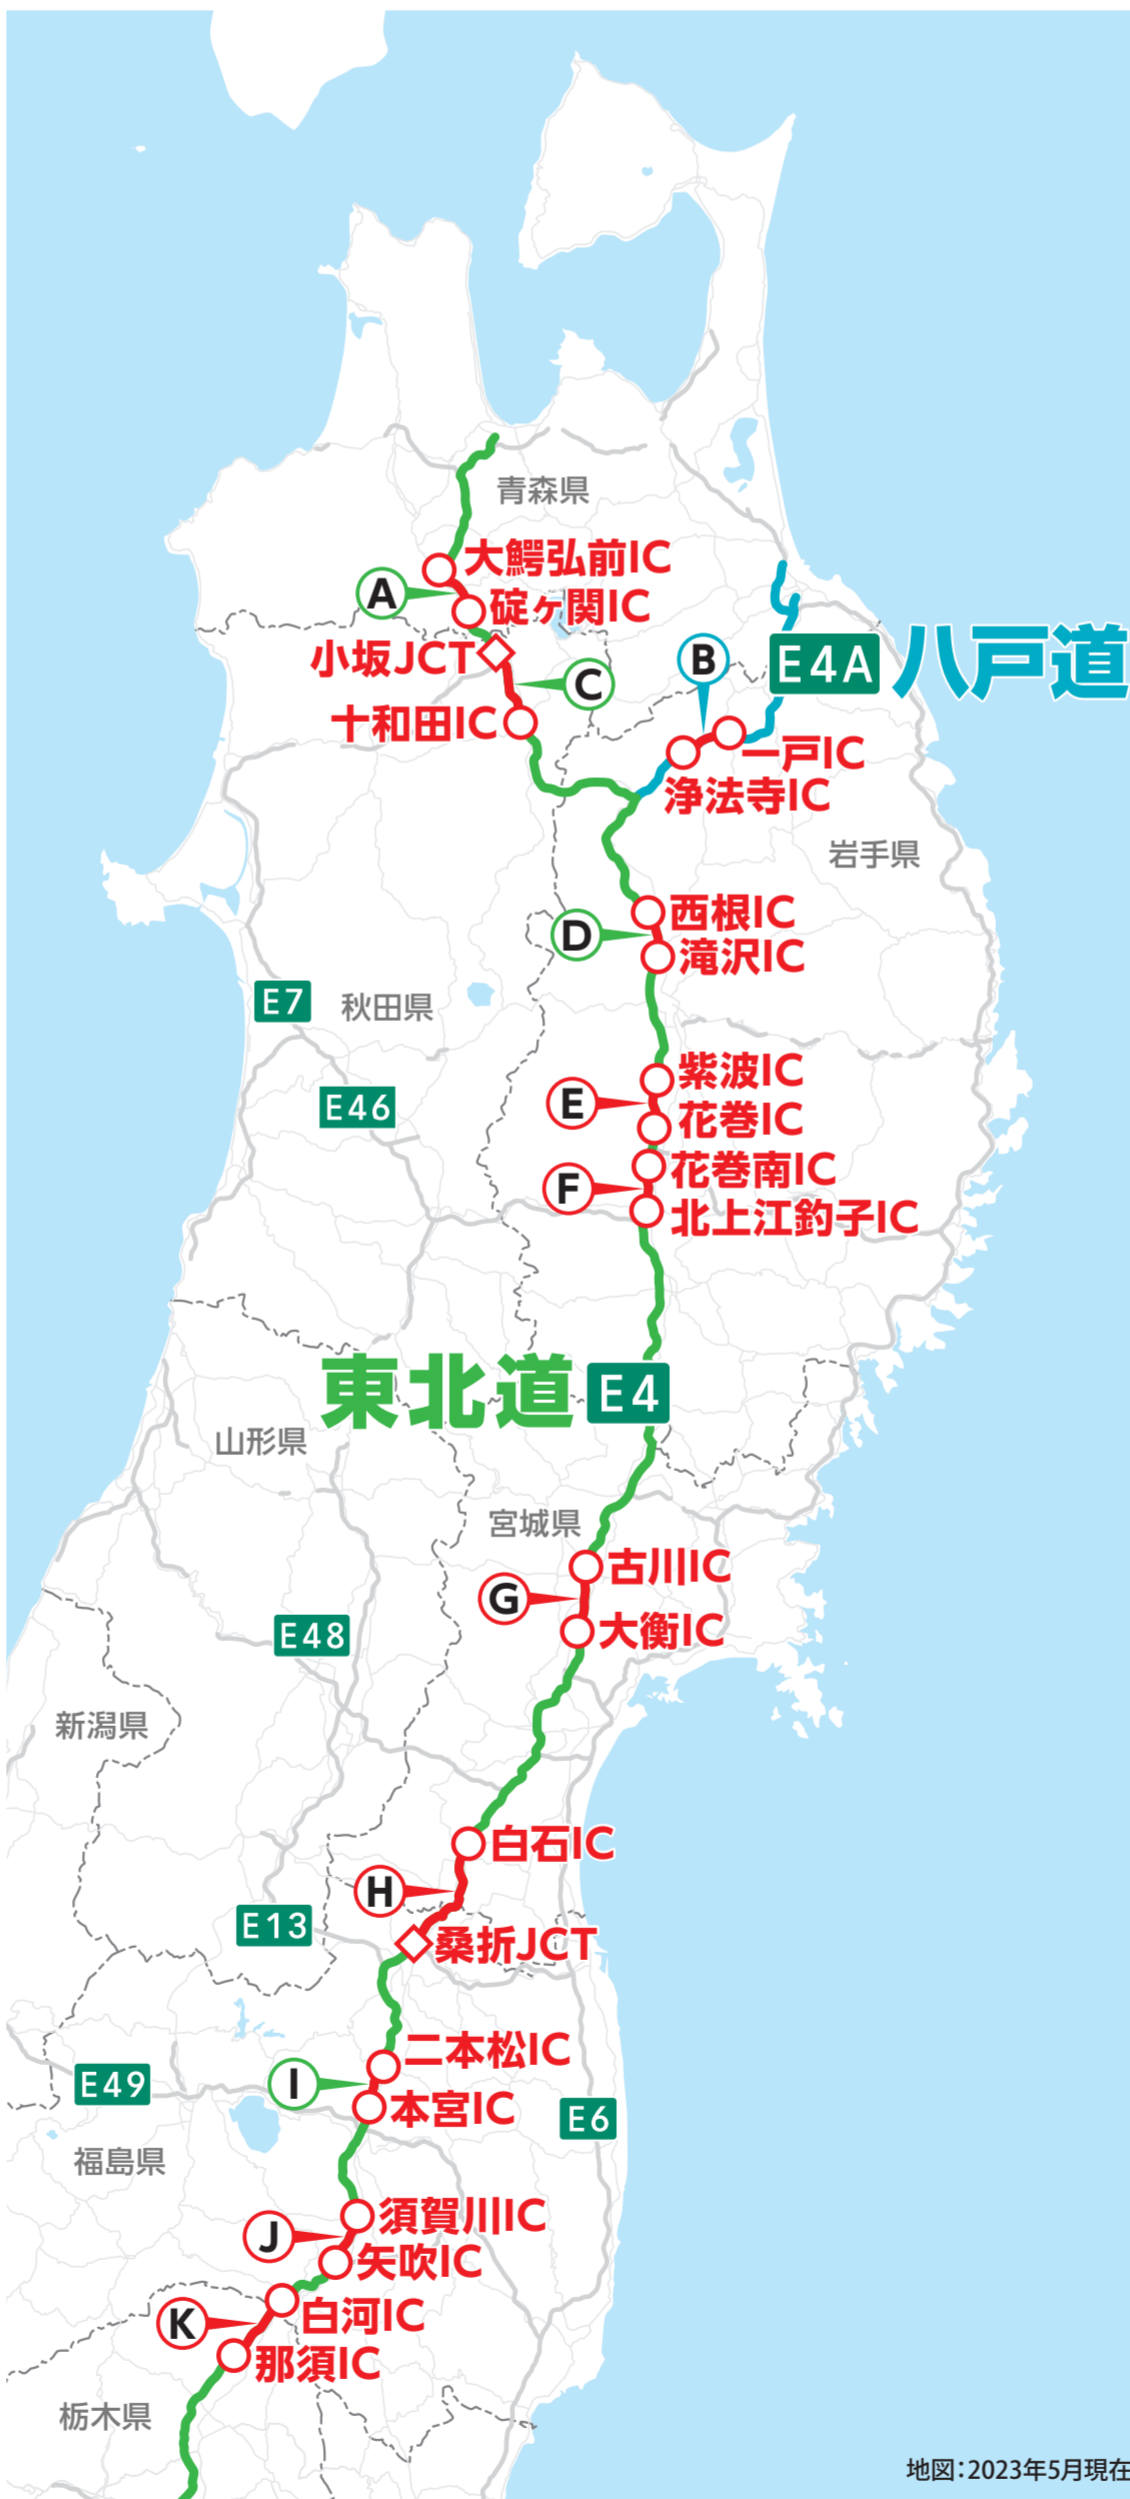 青森県
大鰐弘前IC
A
碇ヶ関IC
小坂JCT
C
B
E4A
八戸道
十和田IC
一戸IC
浄法寺IC
岩手県
西根IC
D
滝沢IC
E7
秋田県
紫波IC
E46
E
花巻IC
花巻南IC
F
北上江釣子IC
東北道
E4
山形県
宮城県
古川IC
G
大衡IC
E48
新潟県
白石IC
H
E13
桑折JCT
二本松IC
I
E49
本宮IC
E6
福島県
須賀川IC
J
矢吹IC
白河IC
K
那須IC
栃木県
地図：2023年5月現在